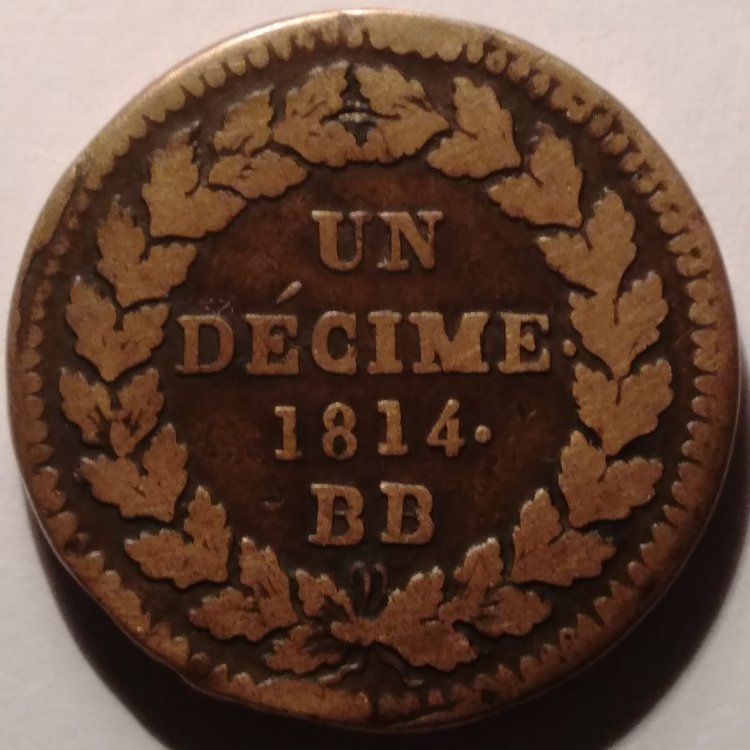 UN
DÉCIME.
1814.
BB